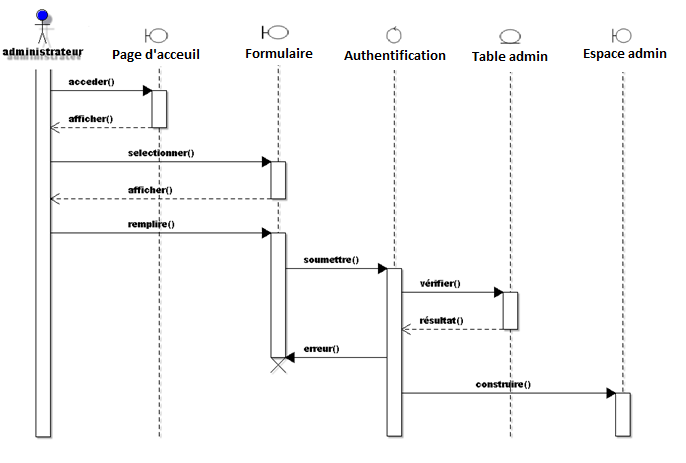 administrateur
Page d'acceuil
Formulaire
Authentification
Table admin
Espace admin
acceder()
afficher()
selectionner()
afficher()
remplire()
soumettre()
vérifier()
résultat()
erreur()
construire()